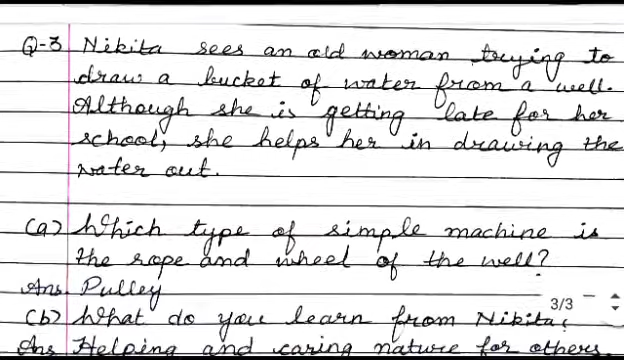 Q-3 Nikita sees an old woman trying to
draw a bucket of water from a well.
Although she is getting late for her
school, she helps her in drawing the
water out.
(a) Which type of simple machine is
the rope and wheel of the well?
Ans. Pulley
3/3
(b) What do you learn from Nikita?
Ans Helping and caring nature for others.